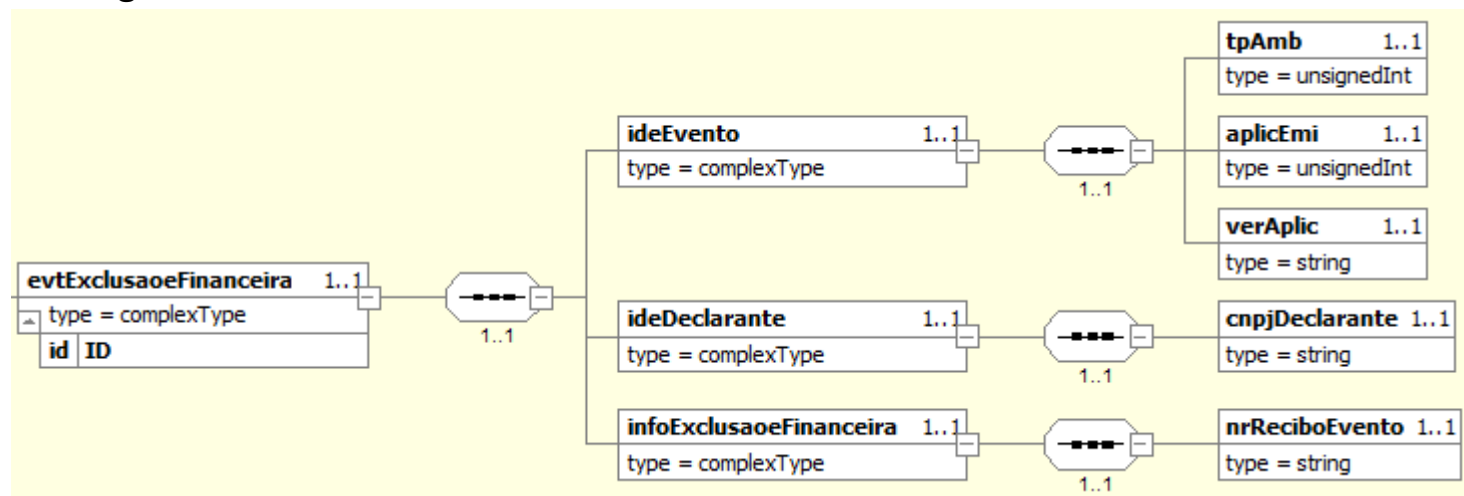 tpAmb 1..1
type = unsignedInt
ideEvento 1..1
type = complexType
1..1
aplicEmi 1..1
type = unsignedInt
verAplic 1..1
type = string
evtExclusaoeFinanceira 1..1
type = complexType
id ID
1..1
ideDeclarante 1..1
type = complexType
1..1
cnpjDeclarante 1..1
type = string
infoExclusaoeFinanceira 1..1
type = complexType
1..1
nrReciboEvento 1..1
type = string